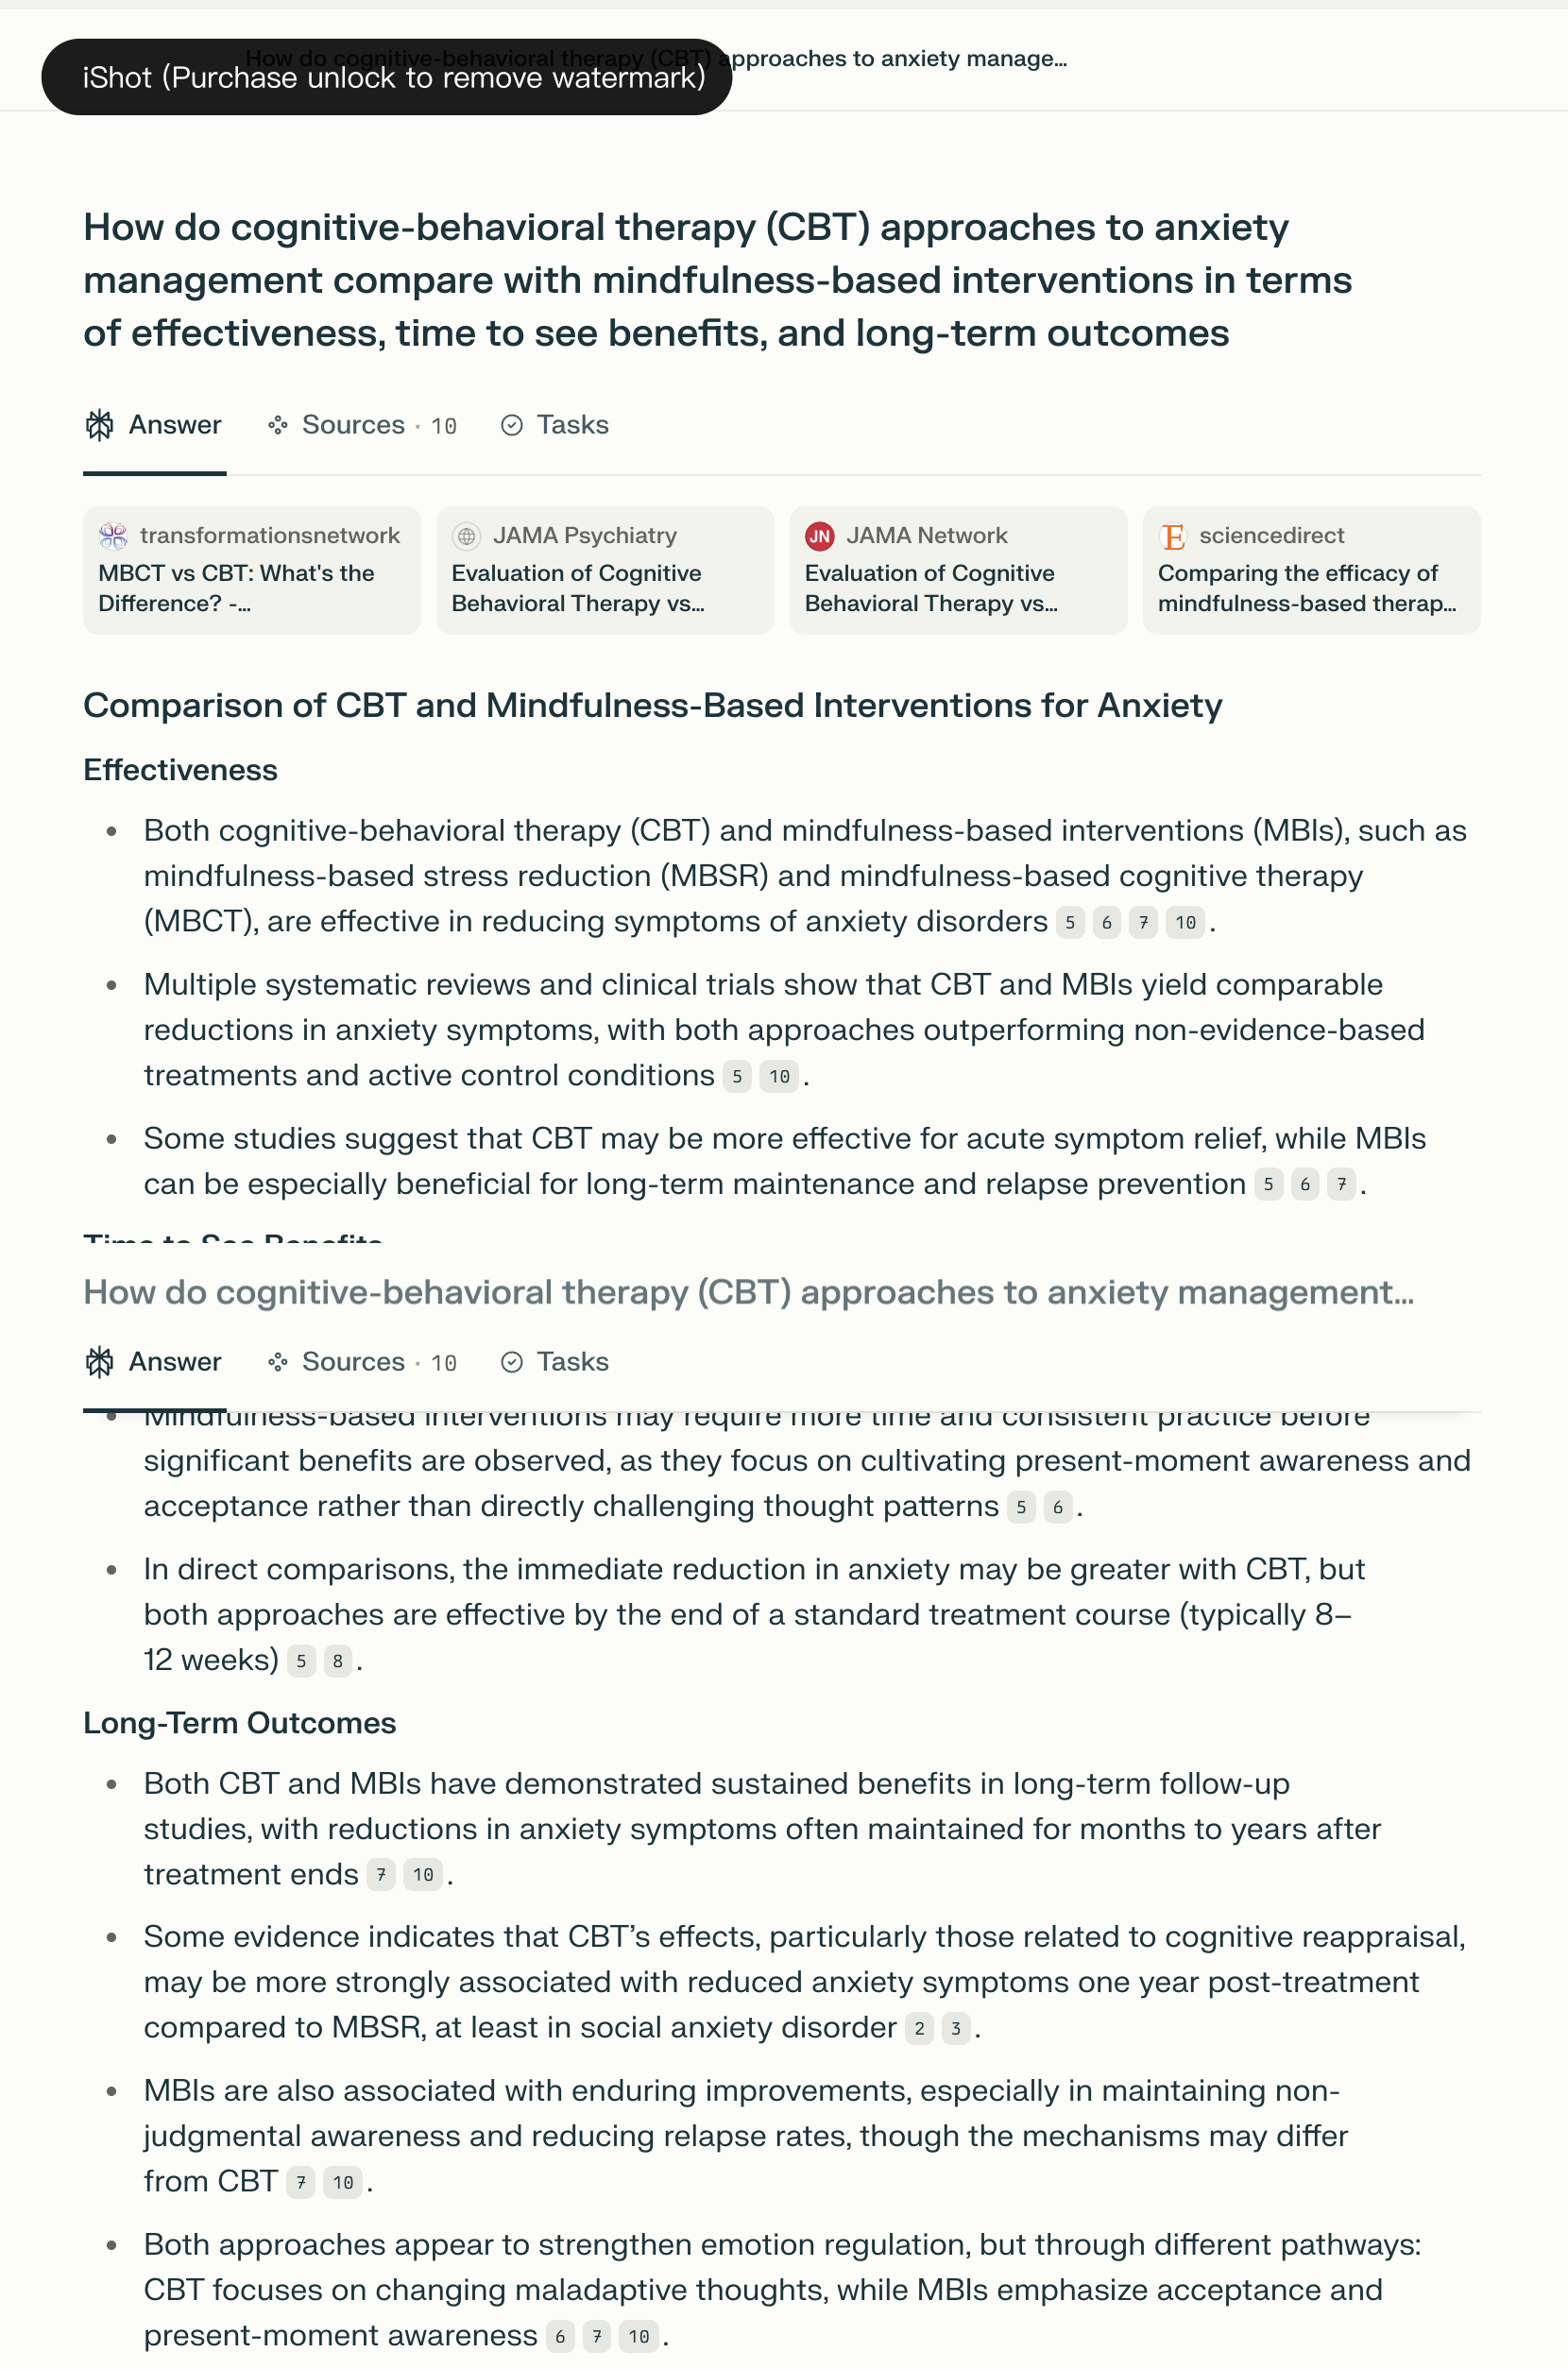 How do cognitive-behavioral therapy (CBT) approaches to anxiety manage…
iShot (Purchase unlock to remove watermark)
How do cognitive-behavioral therapy (CBT) approaches to anxiety
management compare with mindfulness-based interventions in terms
of effectiveness, time to see benefits, and long-term outcomes
Answer Sources · 10 Tasks
transformationsnetwork
MBCT vs CBT: What's the
Difference? -…
JAMA Psychiatry
Evaluation of Cognitive
Behavioral Therapy vs…
JN JAMA Network
Evaluation of Cognitive
Behavioral Therapy vs…
E sciencedirect
Comparing the efficacy of
mindfulness-based therap…
Comparison of CBT and Mindfulness-Based Interventions for Anxiety
Effectiveness
• Both cognitive-behavioral therapy (CBT) and mindfulness-based interventions (MBIs), such as
mindfulness-based stress reduction (MBSR) and mindfulness-based cognitive therapy
(MBCT), are effective in reducing symptoms of anxiety disorders 5 6 7 10 .
• Multiple systematic reviews and clinical trials show that CBT and MBIs yield comparable
reductions in anxiety symptoms, with both approaches outperforming non-evidence-based
treatments and active control conditions 5 10 .
• Some studies suggest that CBT may be more effective for acute symptom relief, while MBIs
can be especially beneficial for long-term maintenance and relapse prevention 5 6 7 .
Time to See Benefits
How do cognitive-behavioral therapy (CBT) approaches to anxiety management…
Answer Sources · 10 Tasks
• Mindfulness-based interventions may require more time and consistent practice before
significant benefits are observed, as they focus on cultivating present-moment awareness and
acceptance rather than directly challenging thought patterns 5 6 .
• In direct comparisons, the immediate reduction in anxiety may be greater with CBT, but
both approaches are effective by the end of a standard treatment course (typically 8–
12 weeks) 5 8 .
Long-Term Outcomes
• Both CBT and MBIs have demonstrated sustained benefits in long-term follow-up
studies, with reductions in anxiety symptoms often maintained for months to years after
treatment ends 7 10 .
• Some evidence indicates that CBT’s effects, particularly those related to cognitive reappraisal,
may be more strongly associated with reduced anxiety symptoms one year post-treatment
compared to MBSR, at least in social anxiety disorder 2 3 .
• MBIs are also associated with enduring improvements, especially in maintaining non-
judgmental awareness and reducing relapse rates, though the mechanisms may differ
from CBT 7 10 .
• Both approaches appear to strengthen emotion regulation, but through different pathways:
CBT focuses on changing maladaptive thoughts, while MBIs emphasize acceptance and
present-moment awareness 6 7 10 .